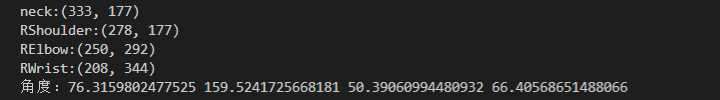 neck:(333, 177)
RShoulder:(278, 177)
RElbow:(250, 292)
RWrist:(208, 344)
角度：76.3159802477525 159.5241725668181 50.39060994480932 66.40568651488066